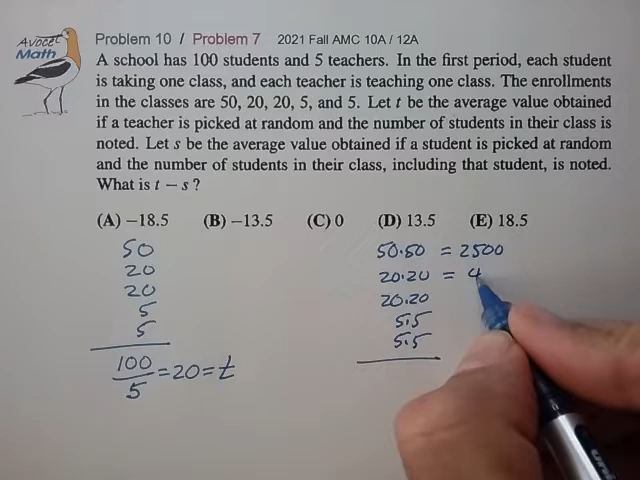 Avocet
Math
Problem 10 / Problem 7 2021 Fall AMC 10A / 12A
A school has 100 students and 5 teachers. In the first period, each student
is taking one class, and each teacher is teaching one class. The enrollments
in the classes are 50, 20, 20, 5, and 5. Let t be the average value obtained
if a teacher is picked at random and the number of students in their class is
noted. Let s be the average value obtained if a student is picked at random
and the number of students in their class, including that student, is noted.
What is t − s ?
(A) −18.5 (B) −13.5 (C) 0 (D) 13.5 (E) 18.5
50
20
20
5
5
100/5 = 20 = t
50·50 = 2500
20·20 = 4
20·20
5·5
5·5
uni